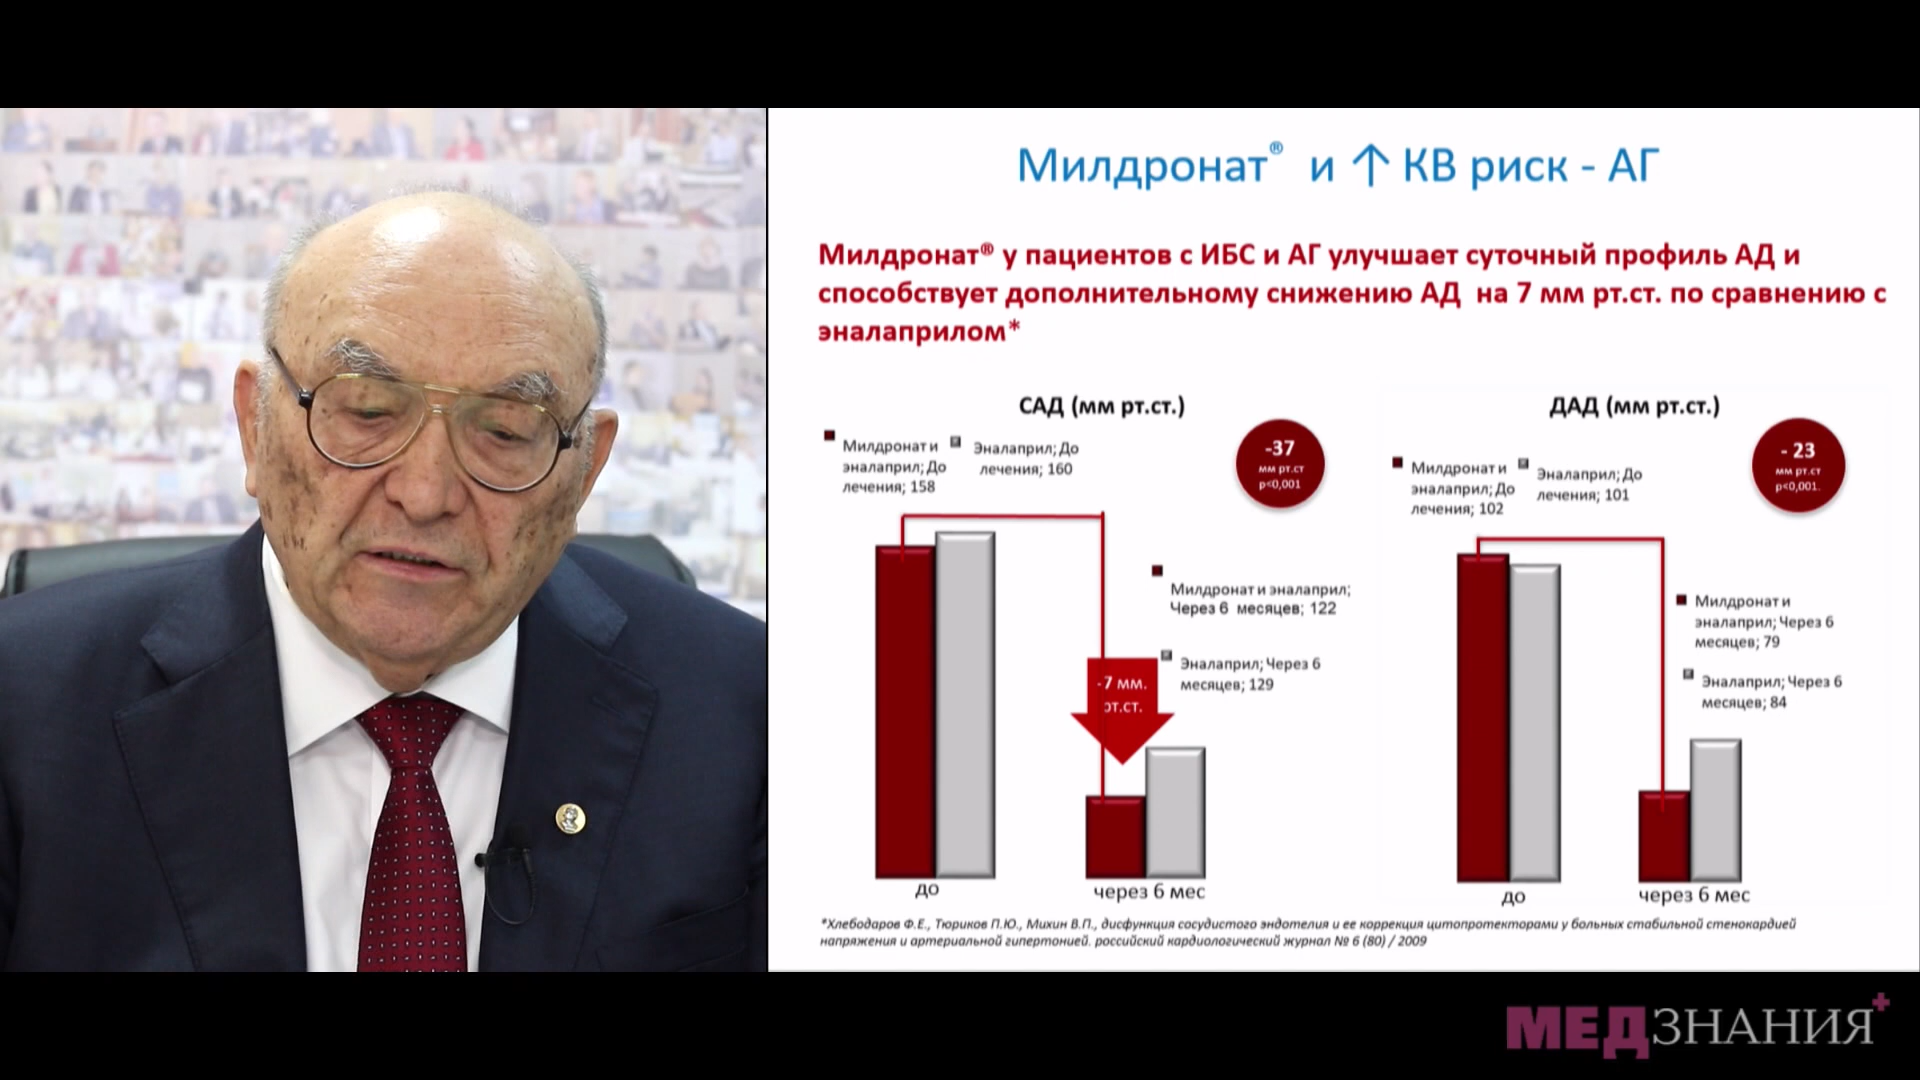 Милдронат® и ↑ КВ риск - АГ
Милдронат® у пациентов с ИБС и АГ улучшает суточный профиль АД и
способствует дополнительному снижению АД на 7 мм рт.ст. по сравнению с
эналаприлом*
САД (мм рт.ст.)
Милдронат и
эналаприл; До
лечения; 158
Эналаприл; До
лечения; 160
-37
мм рт.ст
р<0,001
Милдронат и эналаприл;
Через 6 месяцев; 122
Эналаприл; Через 6
месяцев; 129
-7 мм.
рт.ст.
до
через 6 мес
ДАД (мм рт.ст.)
Милдронат и
эналаприл; До
лечения; 102
Эналаприл; До
лечения; 101
- 23
мм рт.ст
р<0,001.
Милдронат и
эналаприл; Через 6
месяцев; 79
Эналаприл; Через 6
месяцев; 84
до
через 6 мес
*Хлебодаров Ф.Е., Тюриков П.Ю., Михин В.П., дисфункция сосудистого эндотелия и ее коррекция цитопротекторами у больных стабильной стенокардией
напряжения и артериальной гипертонией. российский кардиологический журнал № 6 (80) / 2009
МЕДЗНАНИЯ+